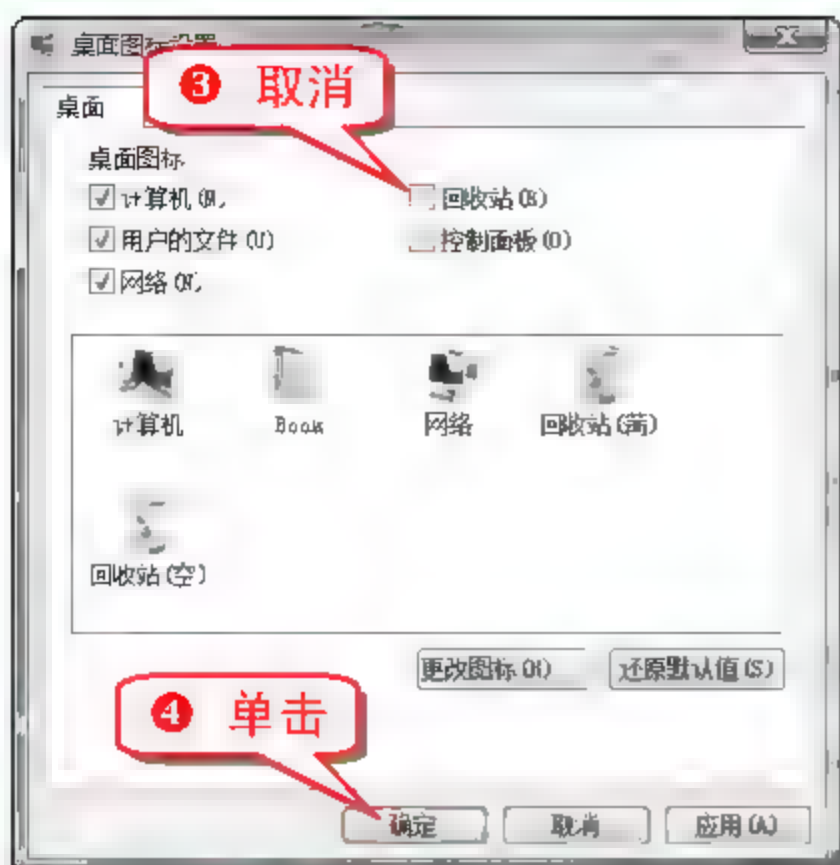 桌面图标设置
❸ 取消
桌面
桌面图标
计算机(M)
回收站(R)
用户的文件(U)
控制面板(O)
网络(N)
计算机
Book
网络
回收站(满)
回收站(空)
更改图标(H)
还原默认值(S)
❹ 单击
确定
取消
应用(A)